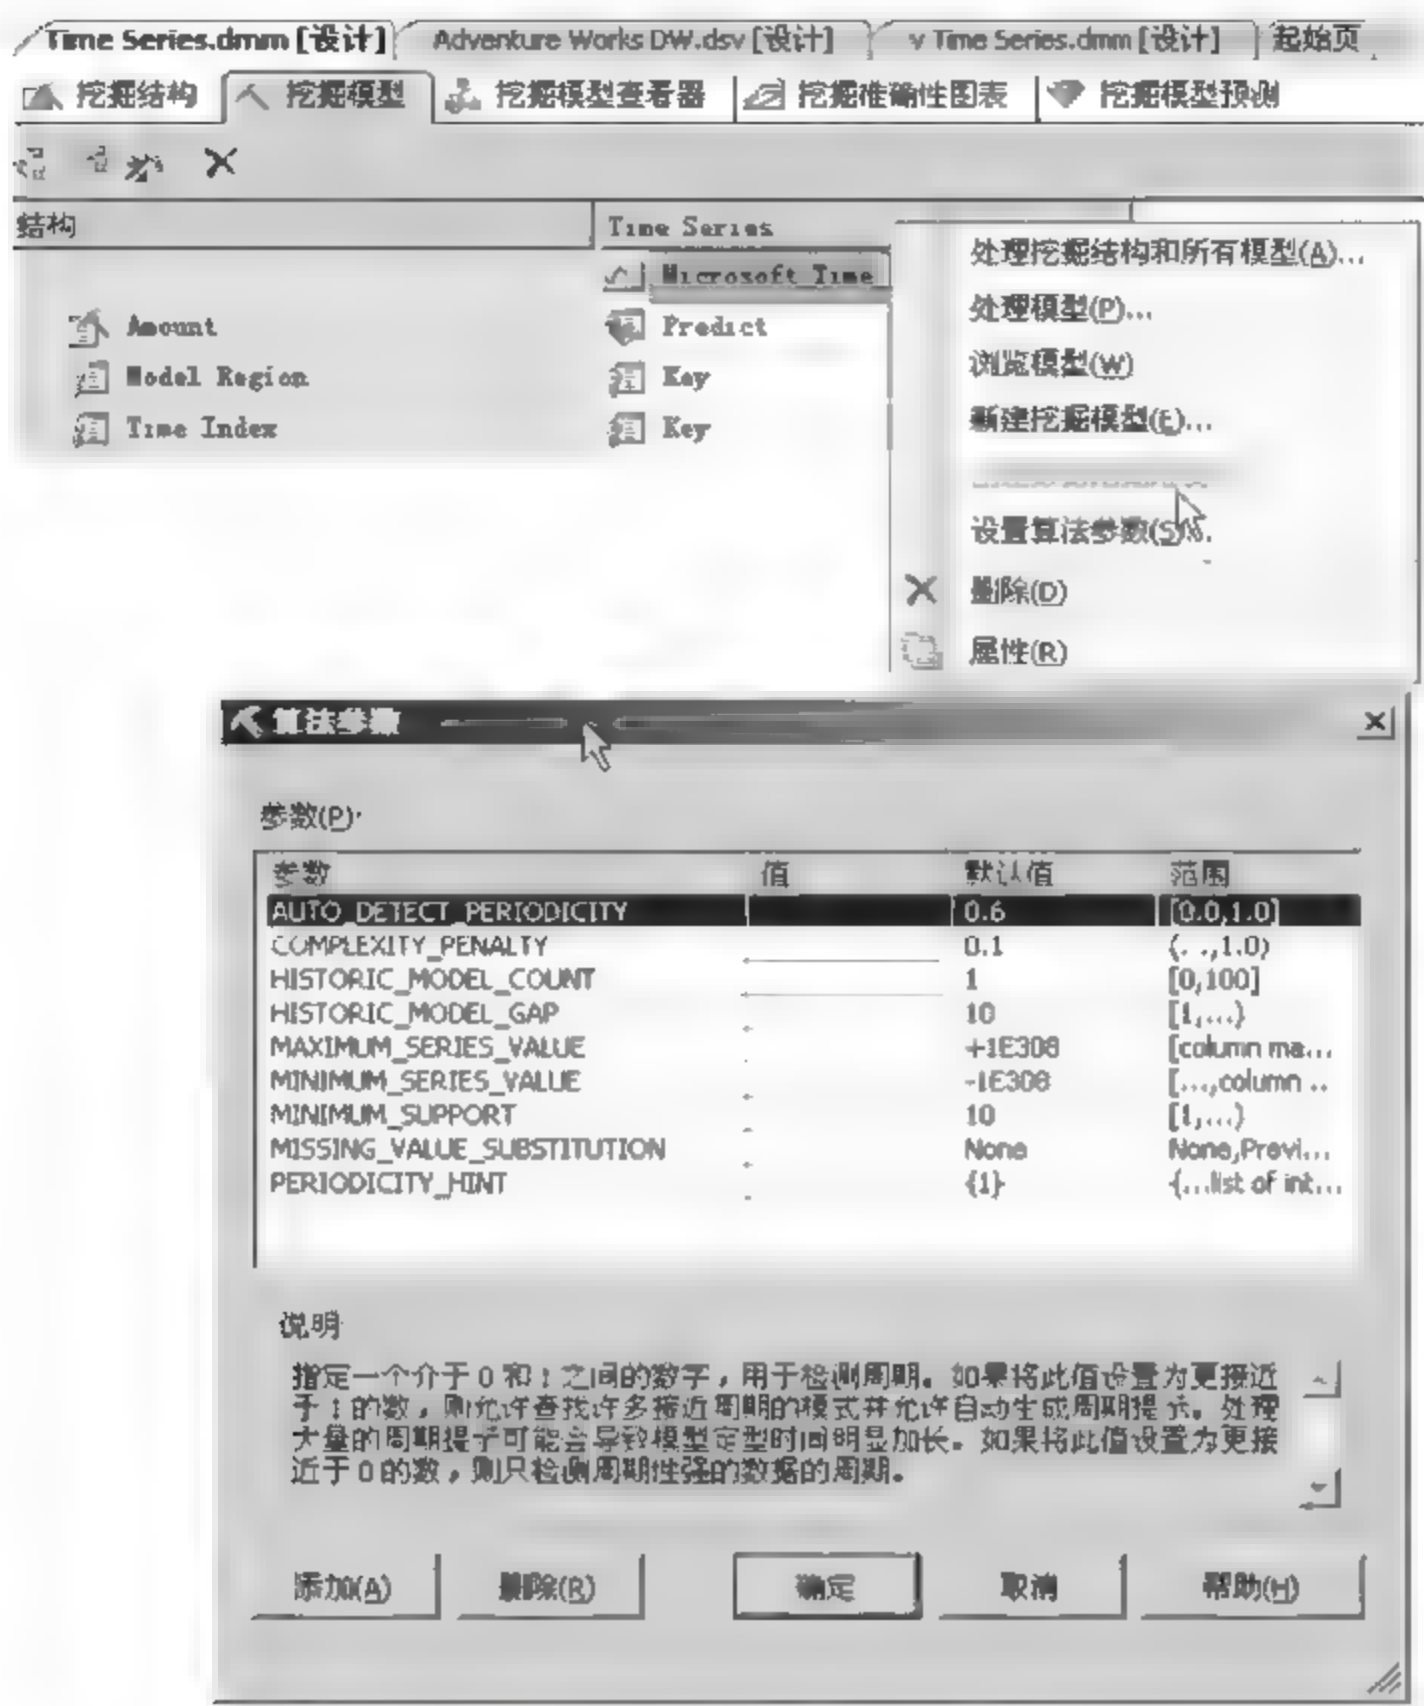 Time Series.dmm [设计] Adventure Works DW.dsv [设计] v Time Series.dmm [设计] 起始页
挖掘结构 挖掘模型 挖掘模型查看器 挖掘准确性图表 挖掘模型预测
结构 Time Series
Microsoft Time
Amount Predict
Model Region Key
Time Index Key
处理挖掘结构和所有模型(A)...
处理模型(P)...
浏览模型(W)
新建挖掘模型(E)...
设置算法参数(S)...
删除(D)
属性(R)
算法参数
参数(P):
参数 值 默认值 范围
AUTO_DETECT_PERIODICITY 0.6 [0.0,1.0]
COMPLEXITY_PENALTY 0.1 (...,1.0)
HISTORIC_MODEL_COUNT 1 [0,100]
HISTORIC_MODEL_GAP 10 [1,...)
MAXIMUM_SERIES_VALUE +1E308 [column ma...
MINIMUM_SERIES_VALUE -1E308 [...,column ...
MINIMUM_SUPPORT 10 [1,...)
MISSING_VALUE_SUBSTITUTION None None,Previ...
PERIODICITY_HINT {1} {...list of int...
说明
指定一个介于 0 和 1 之间的数字，用于检测周期。如果将此值设置为更接近
于 1 的数，则允许查找许多接近周期的模式并允许自动生成周期提示。处理
大量的周期提示可能会导致模型定型时间明显加长。如果将此值设置为更接
近于 0 的数，则只检测周期性强的数据的周期。
添加(A) 删除(R) 确定 取消 帮助(H)